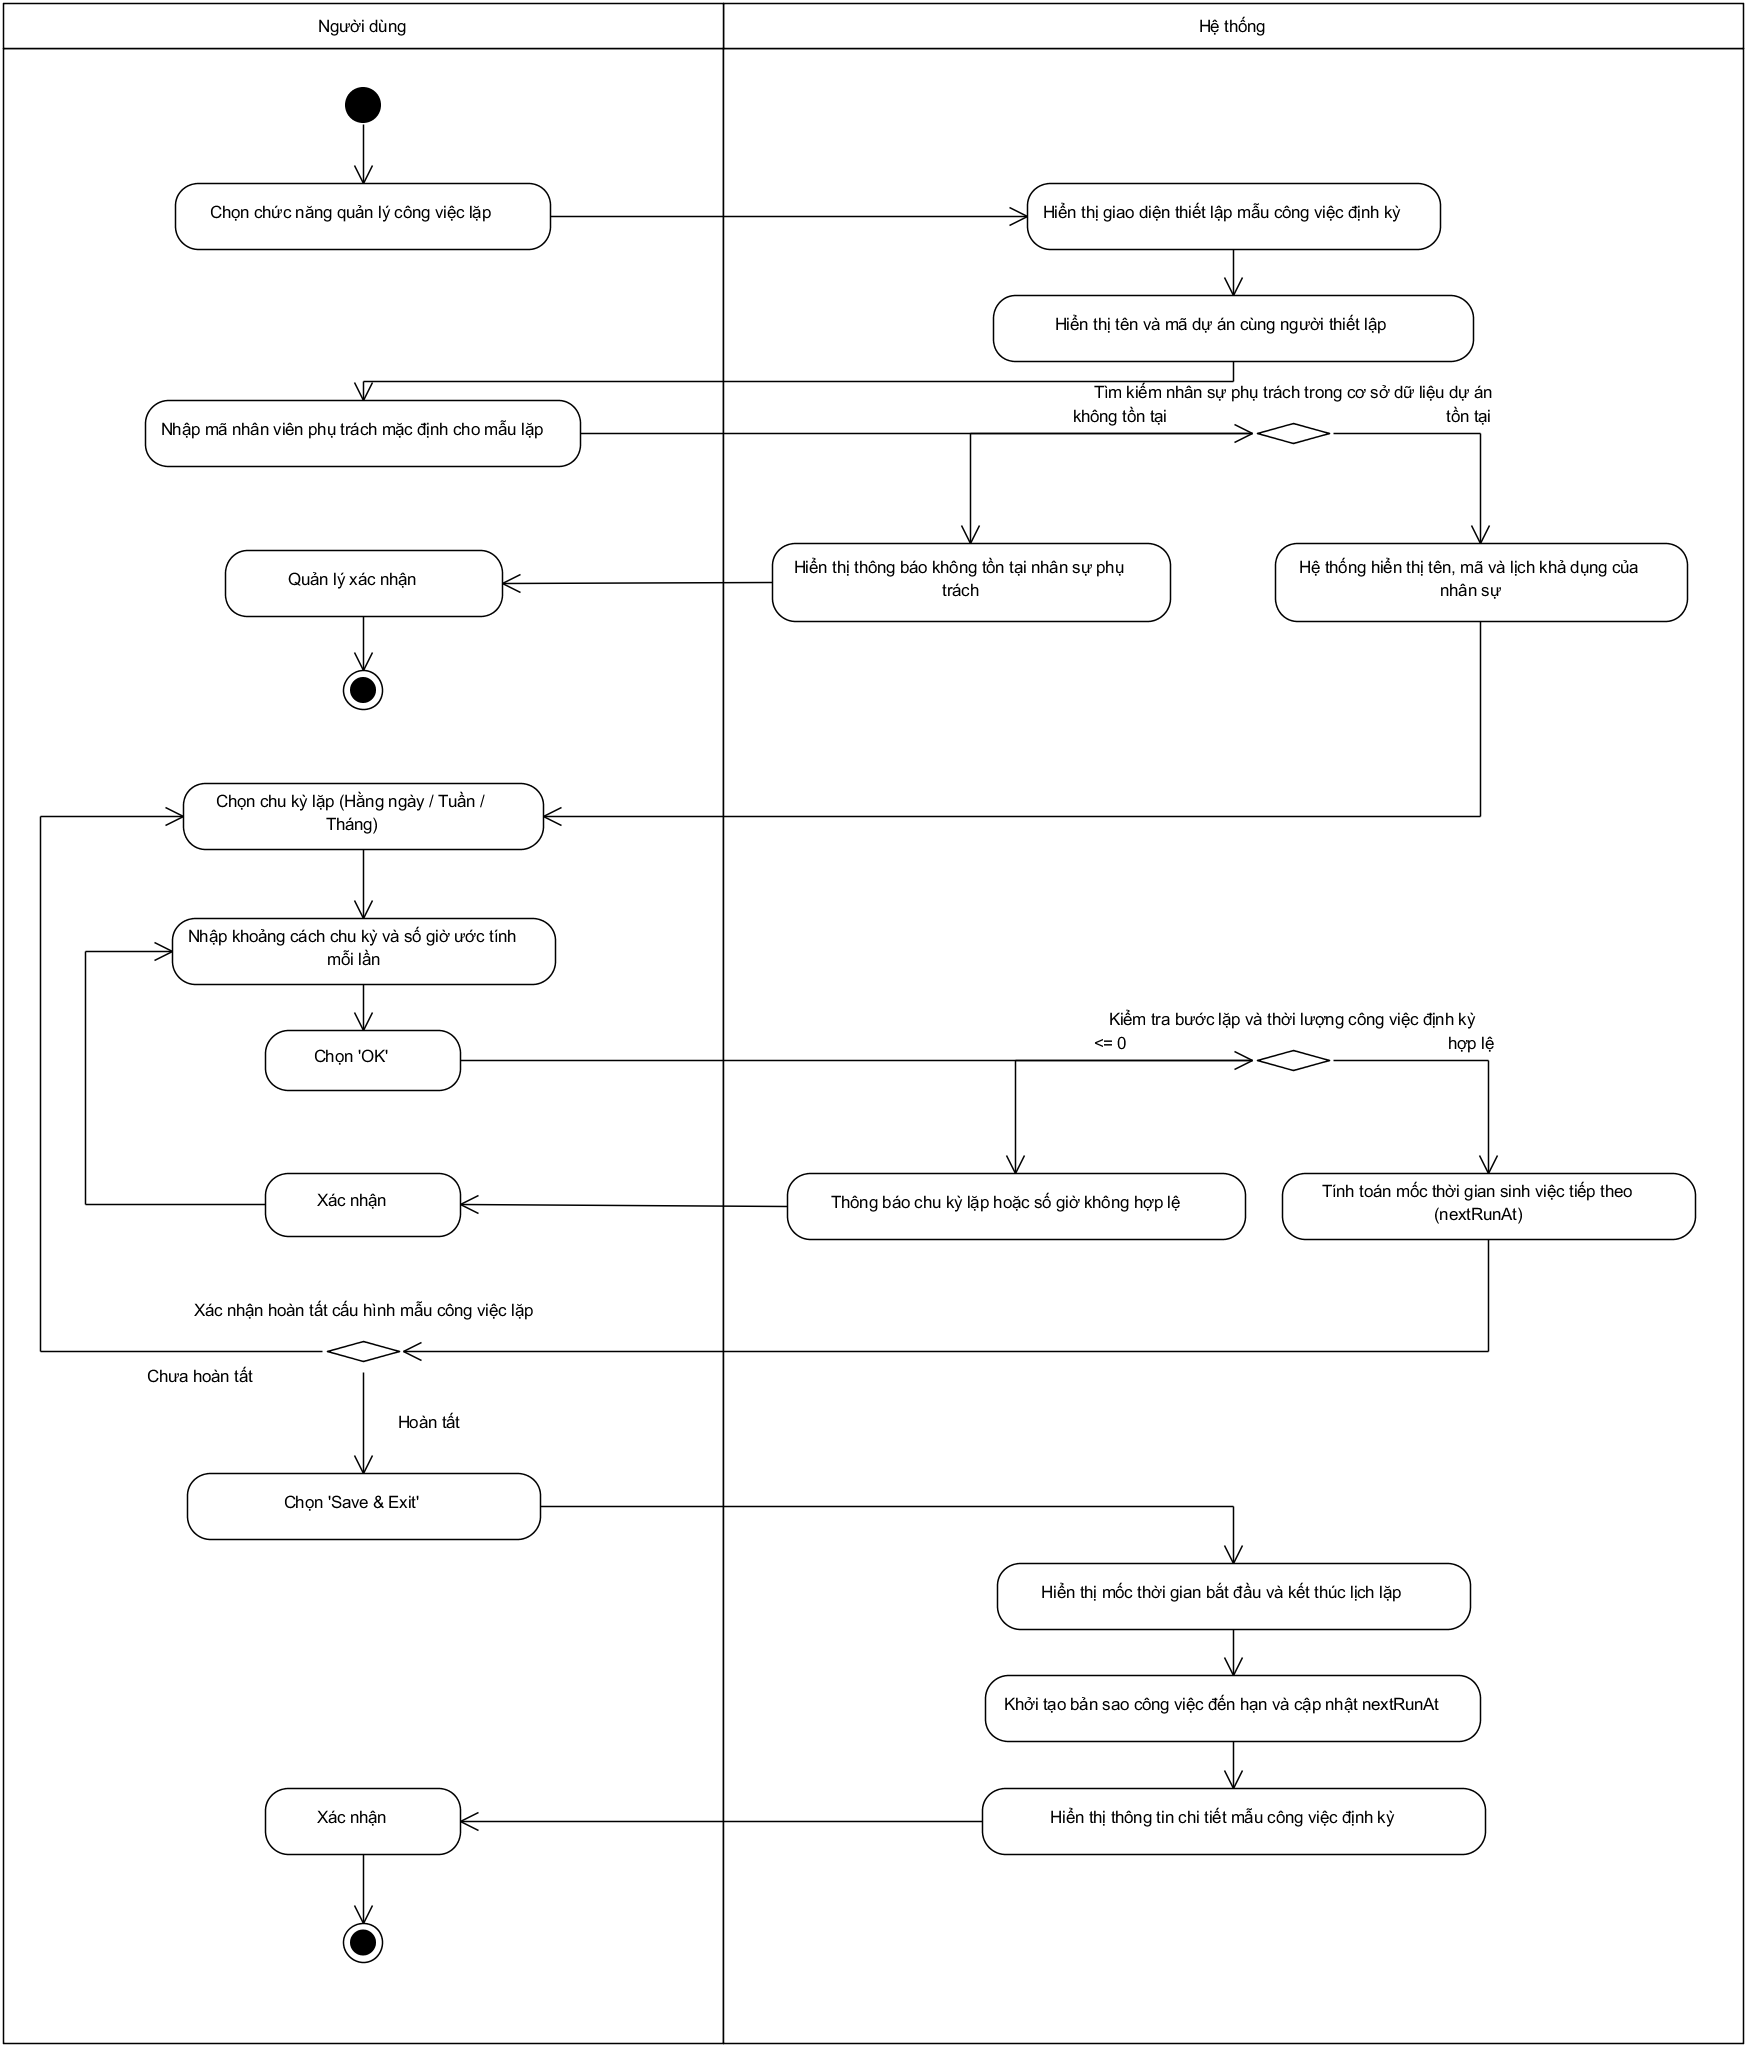 Người dùng
Hệ thống
Chọn chức năng quản lý công việc lặp
Hiển thị giao diện thiết lập mẫu công việc định kỳ
Hiển thị tên và mã dự án cùng người thiết lập
Tìm kiếm nhân sự phụ trách trong cơ sở dữ liệu dự án
không tồn tại
tồn tại
Nhập mã nhân viên phụ trách mặc định cho mẫu lặp
Quản lý xác nhận
Hiển thị thông báo không tồn tại nhân sự phụ
trách
Hệ thống hiển thị tên, mã và lịch khả dụng của
nhân sự
Chọn chu kỳ lặp (Hằng ngày / Tuần /
Tháng)
Nhập khoảng cách chu kỳ và số giờ ước tính
mỗi lần
Kiểm tra bước lặp và thời lượng công việc định kỳ
<= 0
hợp lệ
Chọn 'OK'
Xác nhận
Thông báo chu kỳ lặp hoặc số giờ không hợp lệ
Tính toán mốc thời gian sinh việc tiếp theo
(nextRunAt)
Xác nhận hoàn tất cấu hình mẫu công việc lặp
Chưa hoàn tất
Hoàn tất
Chọn 'Save & Exit'
Hiển thị mốc thời gian bắt đầu và kết thúc lịch lặp
Khởi tạo bản sao công việc đến hạn và cập nhật nextRunAt
Xác nhận
Hiển thị thông tin chi tiết mẫu công việc định kỳ